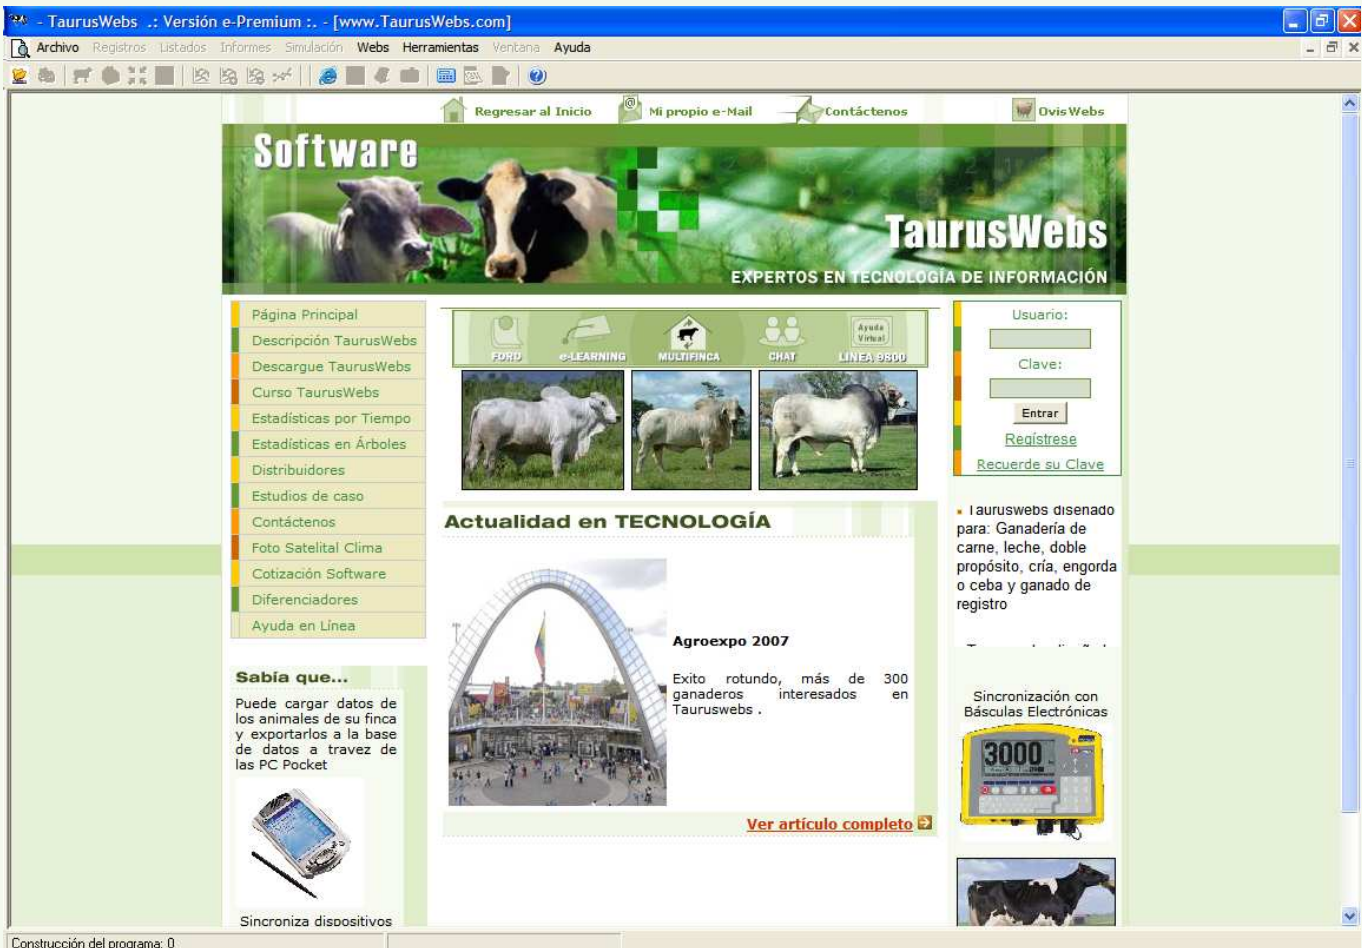 - TaurusWebs .: Versión e-Premium :. - [www.TaurusWebs.com]
Archivo Registros Listados Informes Simulación Webs Herramientas Ventana Ayuda
Regresar al Inicio Mi propio e-Mail Contáctenos OvisWebs
Software
TaurusWebs
EXPERTOS EN TECNOLOGÍA DE INFORMACIÓN
Página Principal
Descripción TaurusWebs
Descargue TaurusWebs
Curso TaurusWebs
Estadísticas por Tiempo
Estadísticas en Árboles
Distribuidores
Estudios de caso
Contáctenos
Foto Satelital Clima
Cotización Software
Diferenciadores
Ayuda en Línea
Sabía que...
Puede cargar datos de
los animales de su finca
y exportarlos a la base
de datos a travez de
las PC Pocket
Sincroniza dispositivos
Ayuda
Virtual
FORO e-LEARNING MULTIFINCA CHAT LINEA 9800
Actualidad en TECNOLOGÍA
Agroexpo 2007
Exito rotundo, más de 300
ganaderos interesados en
Tauruswebs .
Ver artículo completo
Usuario:
Clave:
Entrar
Regístrese
Recuerde su Clave
Tauruswebs diseñado
para: Ganadería de
carne, leche, doble
propósito, cría, engorda
o ceba y ganado de
registro
Sincronización con
Básculas Electrónicas
3000
Construcción del programa: 0